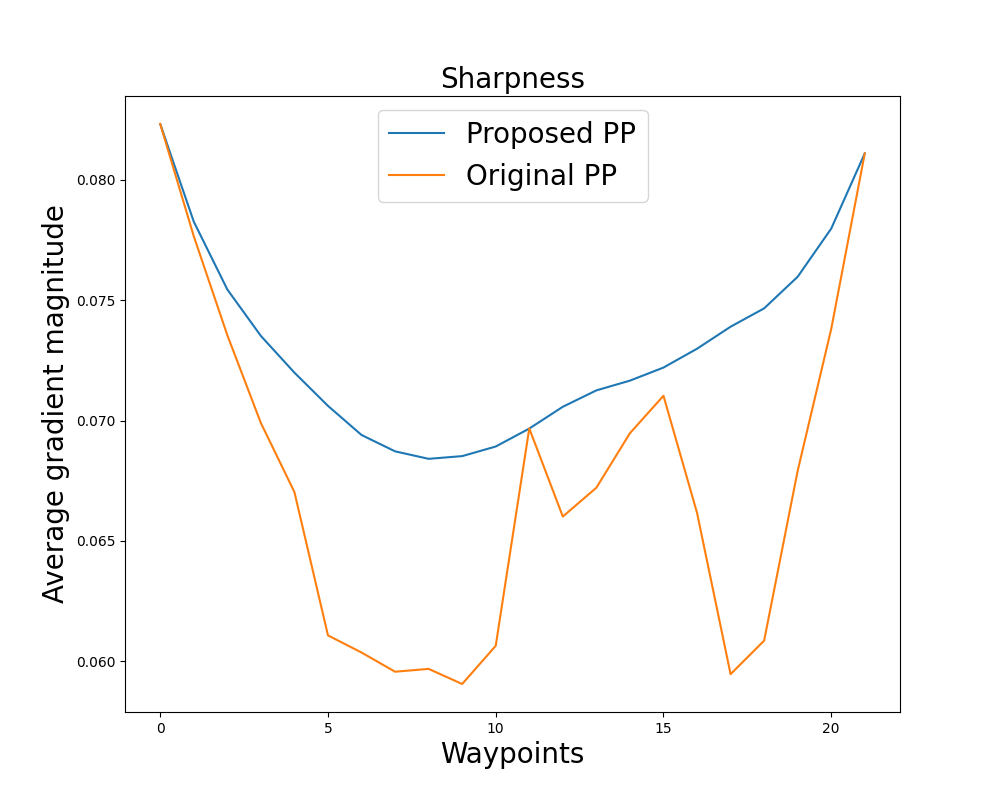 Sharpness
Proposed PP
Original PP
Average gradient magnitude
0.080
0.075
0.070
0.065
0.060
0 5 10 15 20
Waypoints